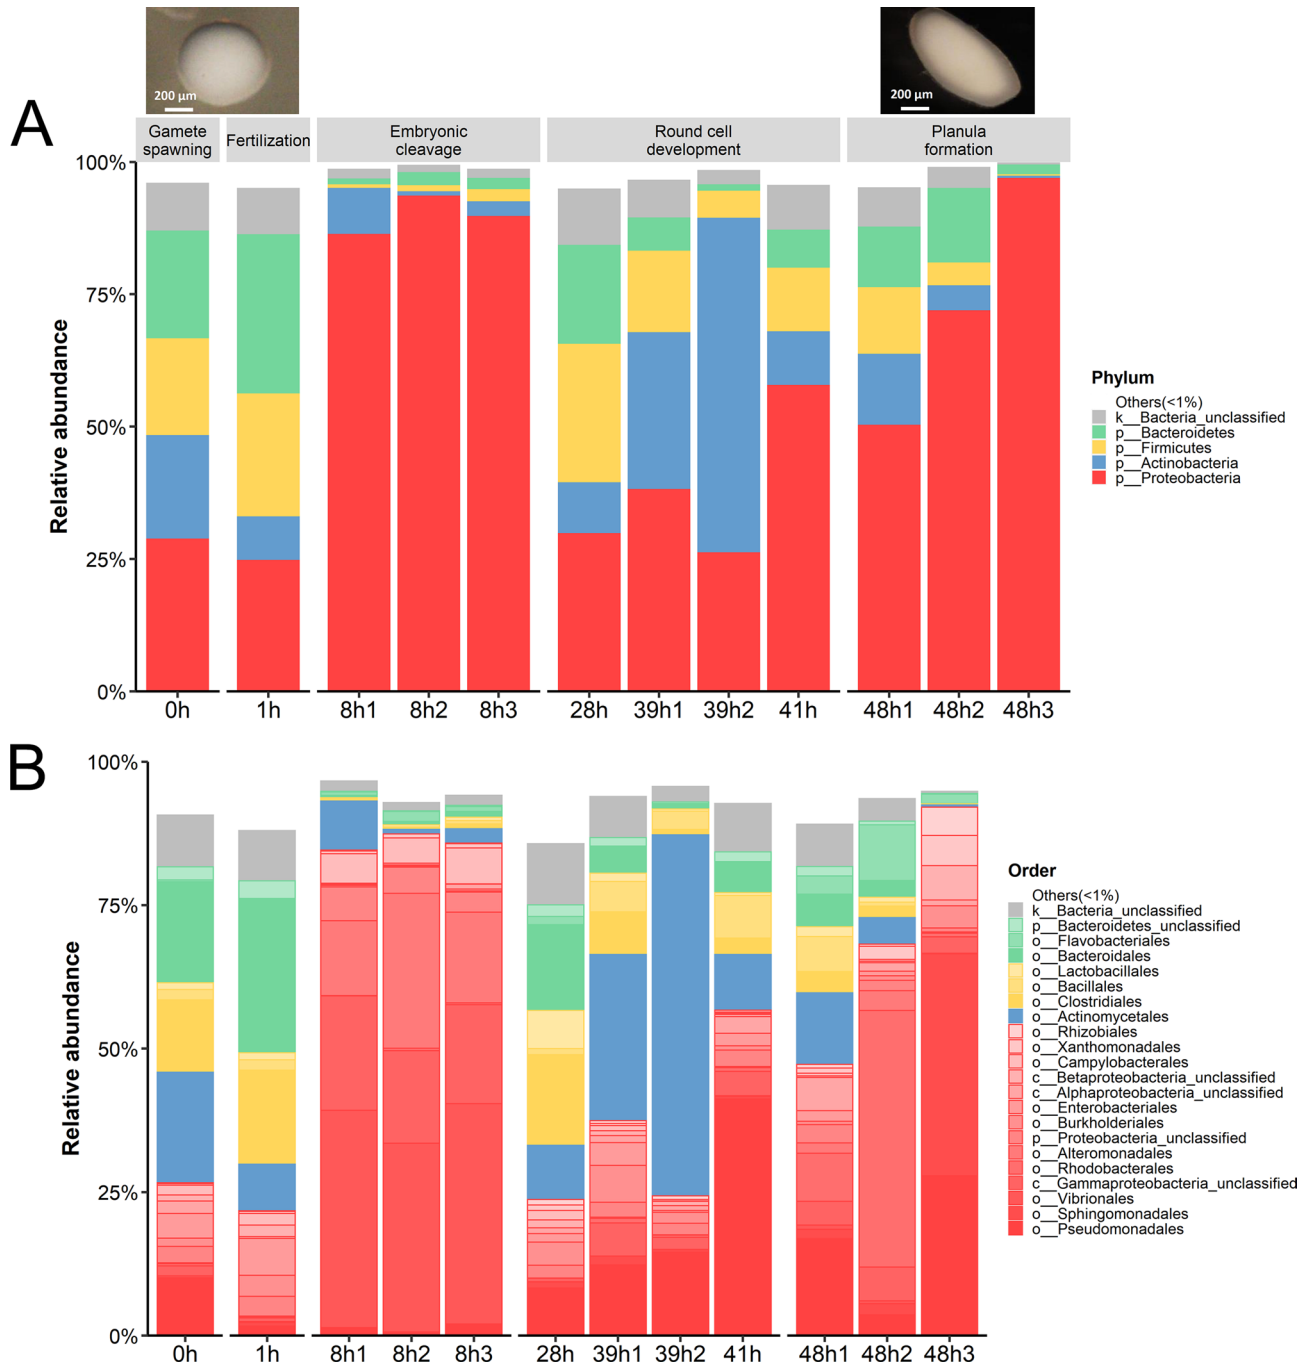 200 µm
200 µm
A
Gamete
spawning
Fertilization
Embryonic
cleavage
Round cell
development
Planula
formation
100%
75%
50%
25%
0%
Relative abundance
0h
1h
8h1
8h2
8h3
28h
39h1
39h2
41h
48h1
48h2
48h3
Phylum
Others(<1%)
k__Bacteria_unclassified
p__Bacteroidetes
p__Firmicutes
p__Actinobacteria
p__Proteobacteria
B
100%
75%
50%
25%
0%
Relative abundance
0h
1h
8h1
8h2
8h3
28h
39h1
39h2
41h
48h1
48h2
48h3
Order
Others(<1%)
k__Bacteria_unclassified
p__Bacteroidetes_unclassified
o__Flavobacteriales
o__Bacteroidales
o__Lactobacillales
o__Bacillales
o__Clostridiales
o__Actinomycetales
o__Rhizobiales
o__Xanthomonadales
o__Campylobacterales
c__Betaproteobacteria_unclassified
c__Alphaproteobacteria_unclassified
o__Enterobacteriales
o__Burkholderiales
p__Proteobacteria_unclassified
o__Alteromonadales
o__Rhodobacterales
c__Gammaproteobacteria_unclassified
o__Vibrionales
o__Sphingomonadales
o__Pseudomonadales